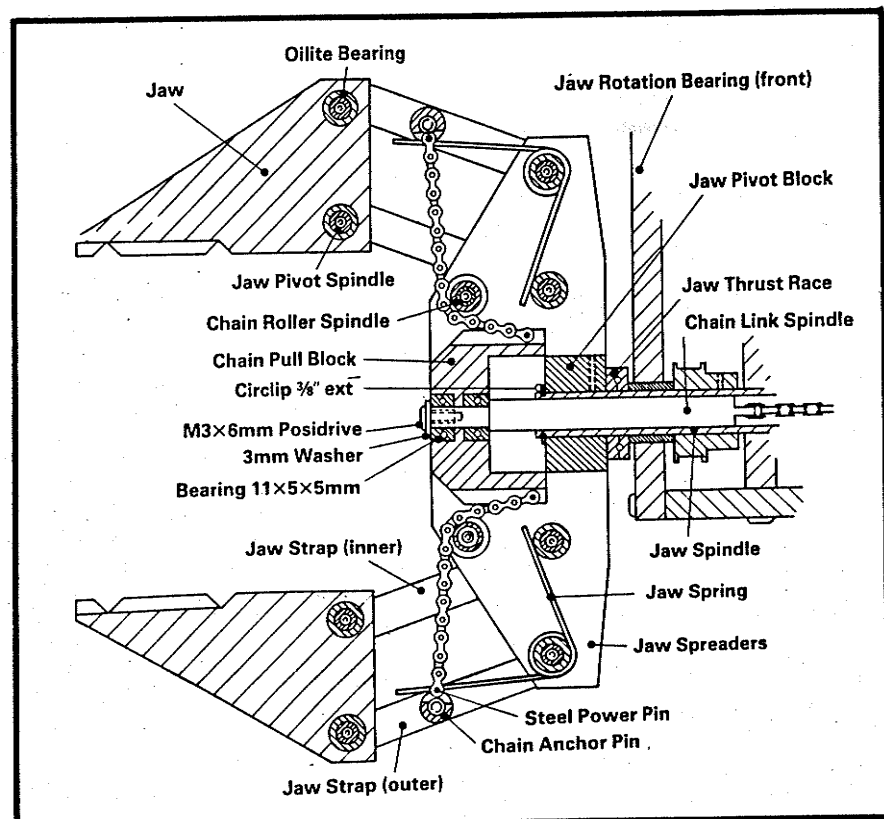 Oilite Bearing
Jaw
Jaw Rotation Bearing (front)
Jaw Pivot Block
Jaw Pivot Spindle
Jaw Thrust Race
Chain Roller Spindle
Chain Link Spindle
Chain Pull Block
Circlip ⅜" ext
M3×6mm Posidrive
3mm Washer
Bearing 11×5×5mm
Jaw Strap (inner)
Jaw Spindle
Jaw Spring
Jaw Spreaders
Steel Power Pin
Chain Anchor Pin
Jaw Strap (outer)